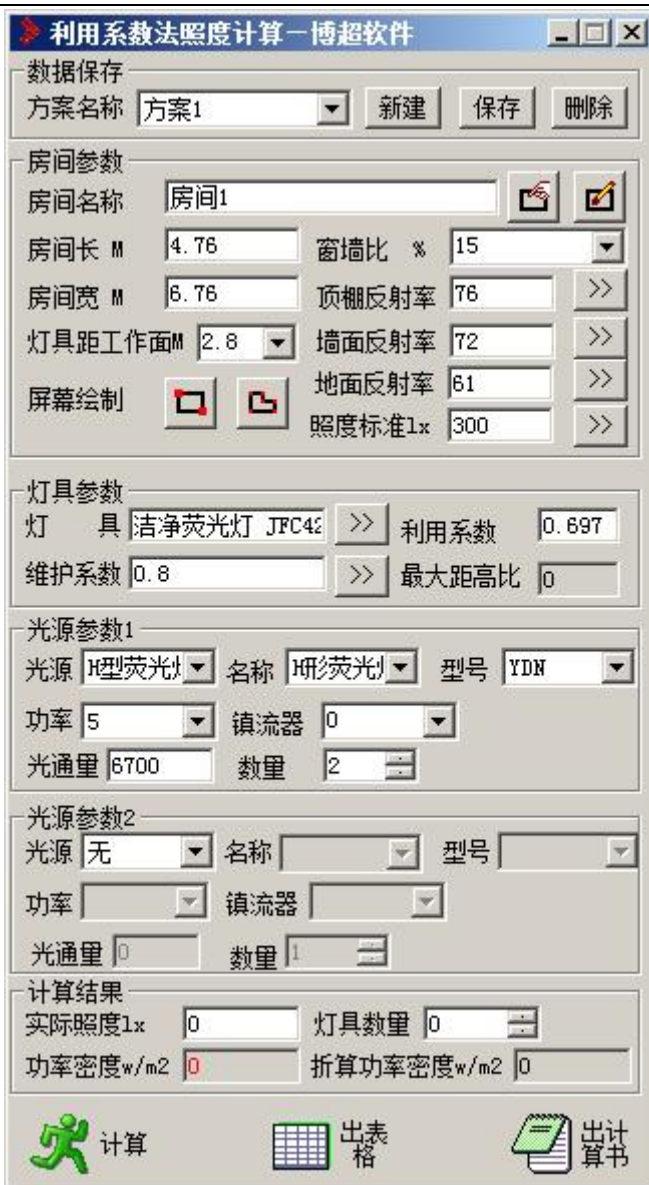 利用系数法照度计算－博超软件
数据保存
方案名称 方案1 新建 保存 删除
房间参数
房间名称 房间1
房间长 M 4.76 窗墙比 % 15
房间宽 M 6.76 顶棚反射率 76 >>
灯具距工作面M 2.8 墙面反射率 72 >>
地面反射率 61 >>
屏幕绘制
照度标准lx 300 >>
灯具参数
灯 具 洁净荧光灯 JFC42 >> 利用系数 0.697
维护系数 0.8 >> 最大距高比 0
光源参数1
光源 H型荧光 名称 H形荧光 型号 YDN
功率 5 镇流器 0
光通量 6700 数量 2
光源参数2
光源 无 名称 型号
功率 镇流器
光通量 0 数量 1
计算结果
实际照度lx 0 灯具数量 0
功率密度w/m2 0 折算功率密度w/m2 0
计算 出表格 出计算书